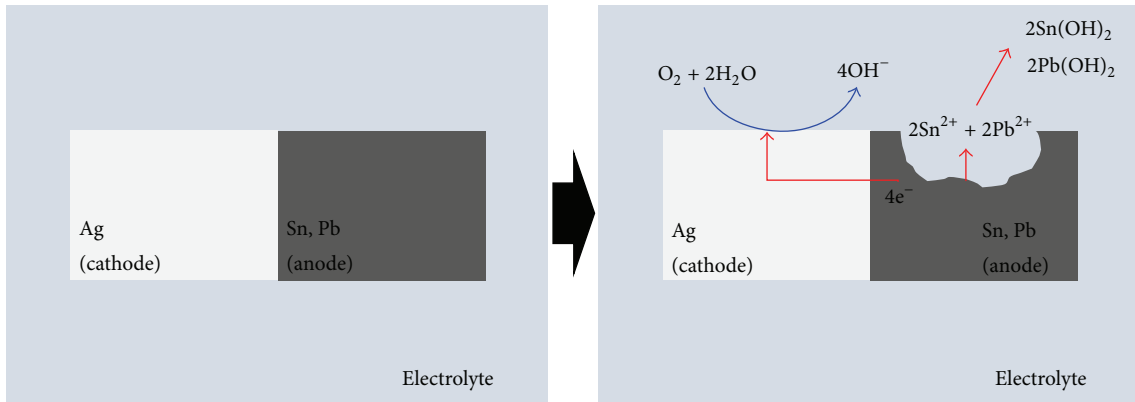 Ag
(cathode)
Sn, Pb
(anode)
Electrolyte
O₂ + 2H₂O
4OH⁻
2Sn(OH)₂
2Pb(OH)₂
2Sn²⁺ + 2Pb²⁺
4e⁻
Ag
(cathode)
Sn, Pb
(anode)
Electrolyte